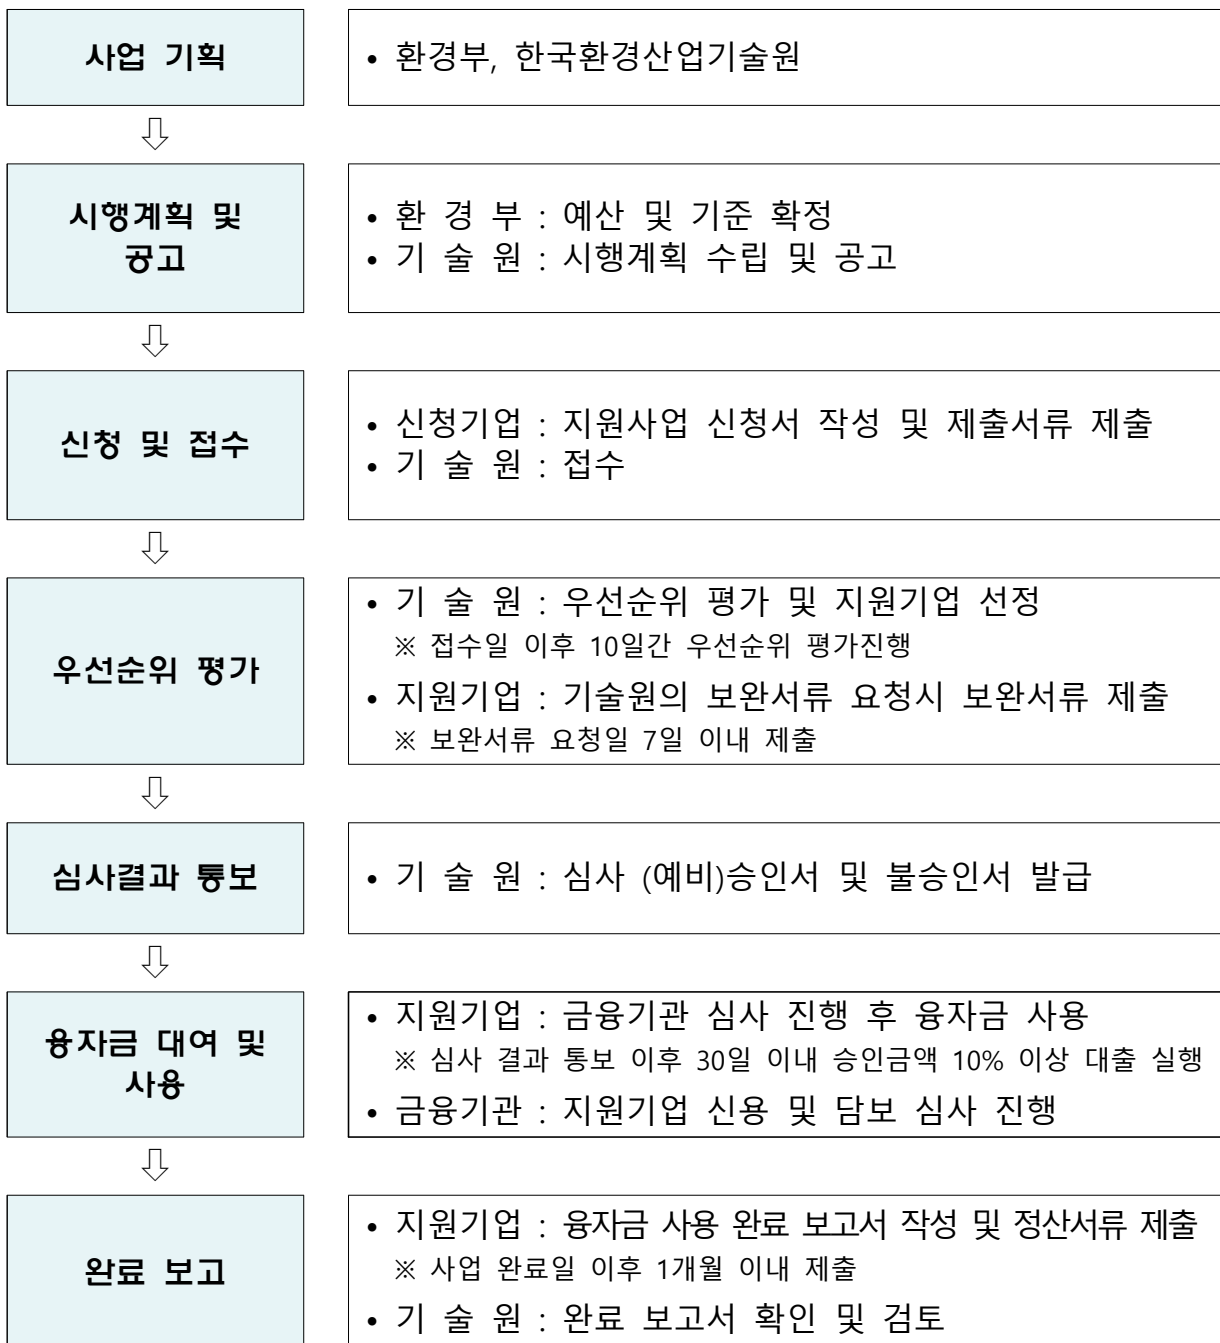 사업 기획
• 환경부, 한국환경산업기술원
시행계획 및
공고
• 환 경 부 : 예산 및 기준 확정
• 기 술 원 : 시행계획 수립 및 공고
신청 및 접수
• 신청기업 : 지원사업 신청서 작성 및 제출서류 제출
• 기 술 원 : 접수
우선순위 평가
• 기 술 원 : 우선순위 평가 및 지원기업 선정
※ 접수일 이후 10일간 우선순위 평가진행
• 지원기업 : 기술원의 보완서류 요청시 보완서류 제출
※ 보완서류 요청일 7일 이내 제출
심사결과 통보
• 기 술 원 : 심사 (예비)승인서 및 불승인서 발급
융자금 대여 및
사용
• 지원기업 : 금융기관 심사 진행 후 융자금 사용
※ 심사 결과 통보 이후 30일 이내 승인금액 10% 이상 대출 실행
• 금융기관 : 지원기업 신용 및 담보 심사 진행
완료 보고
• 지원기업 : 융자금 사용 완료 보고서 작성 및 정산서류 제출
※ 사업 완료일 이후 1개월 이내 제출
• 기 술 원 : 완료 보고서 확인 및 검토